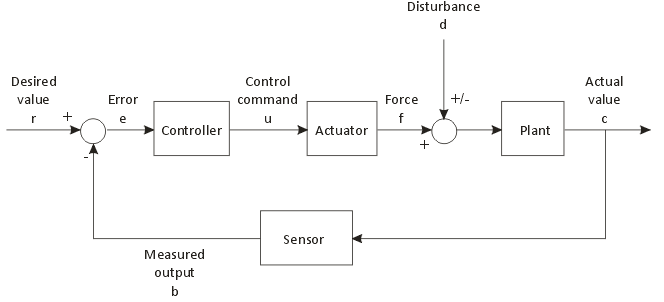 Disturbance
d
Desired
value
r
+
Error
e
Controller
Control
command
u
Actuator
Force
f
+
+/-
Plant
Actual
value
c
-
Sensor
Measured
output
b